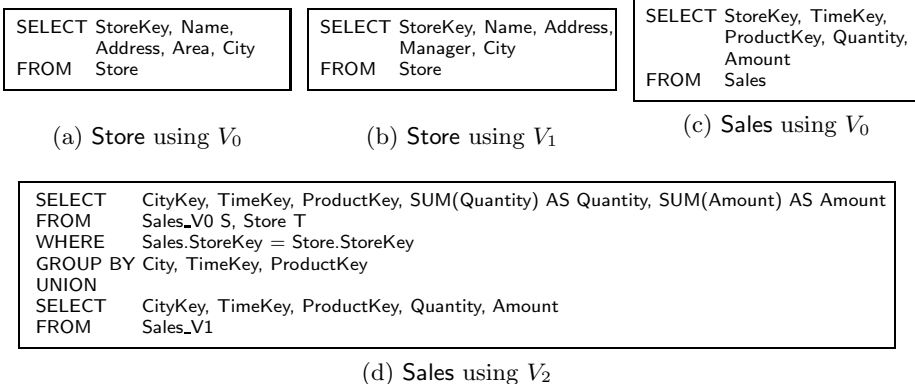 SELECT StoreKey, Name,
Address, Area, City
FROM Store
(a) Store using V0
SELECT StoreKey, Name, Address,
Manager, City
FROM Store
(b) Store using V1
SELECT StoreKey, TimeKey,
ProductKey, Quantity,
Amount
FROM Sales
(c) Sales using V0
SELECT CityKey, TimeKey, ProductKey, SUM(Quantity) AS Quantity, SUM(Amount) AS Amount
FROM Sales_V0 S, Store T
WHERE Sales.StoreKey = Store.StoreKey
GROUP BY City, TimeKey, ProductKey
UNION
SELECT CityKey, TimeKey, ProductKey, Quantity, Amount
FROM Sales_V1
(d) Sales using V2